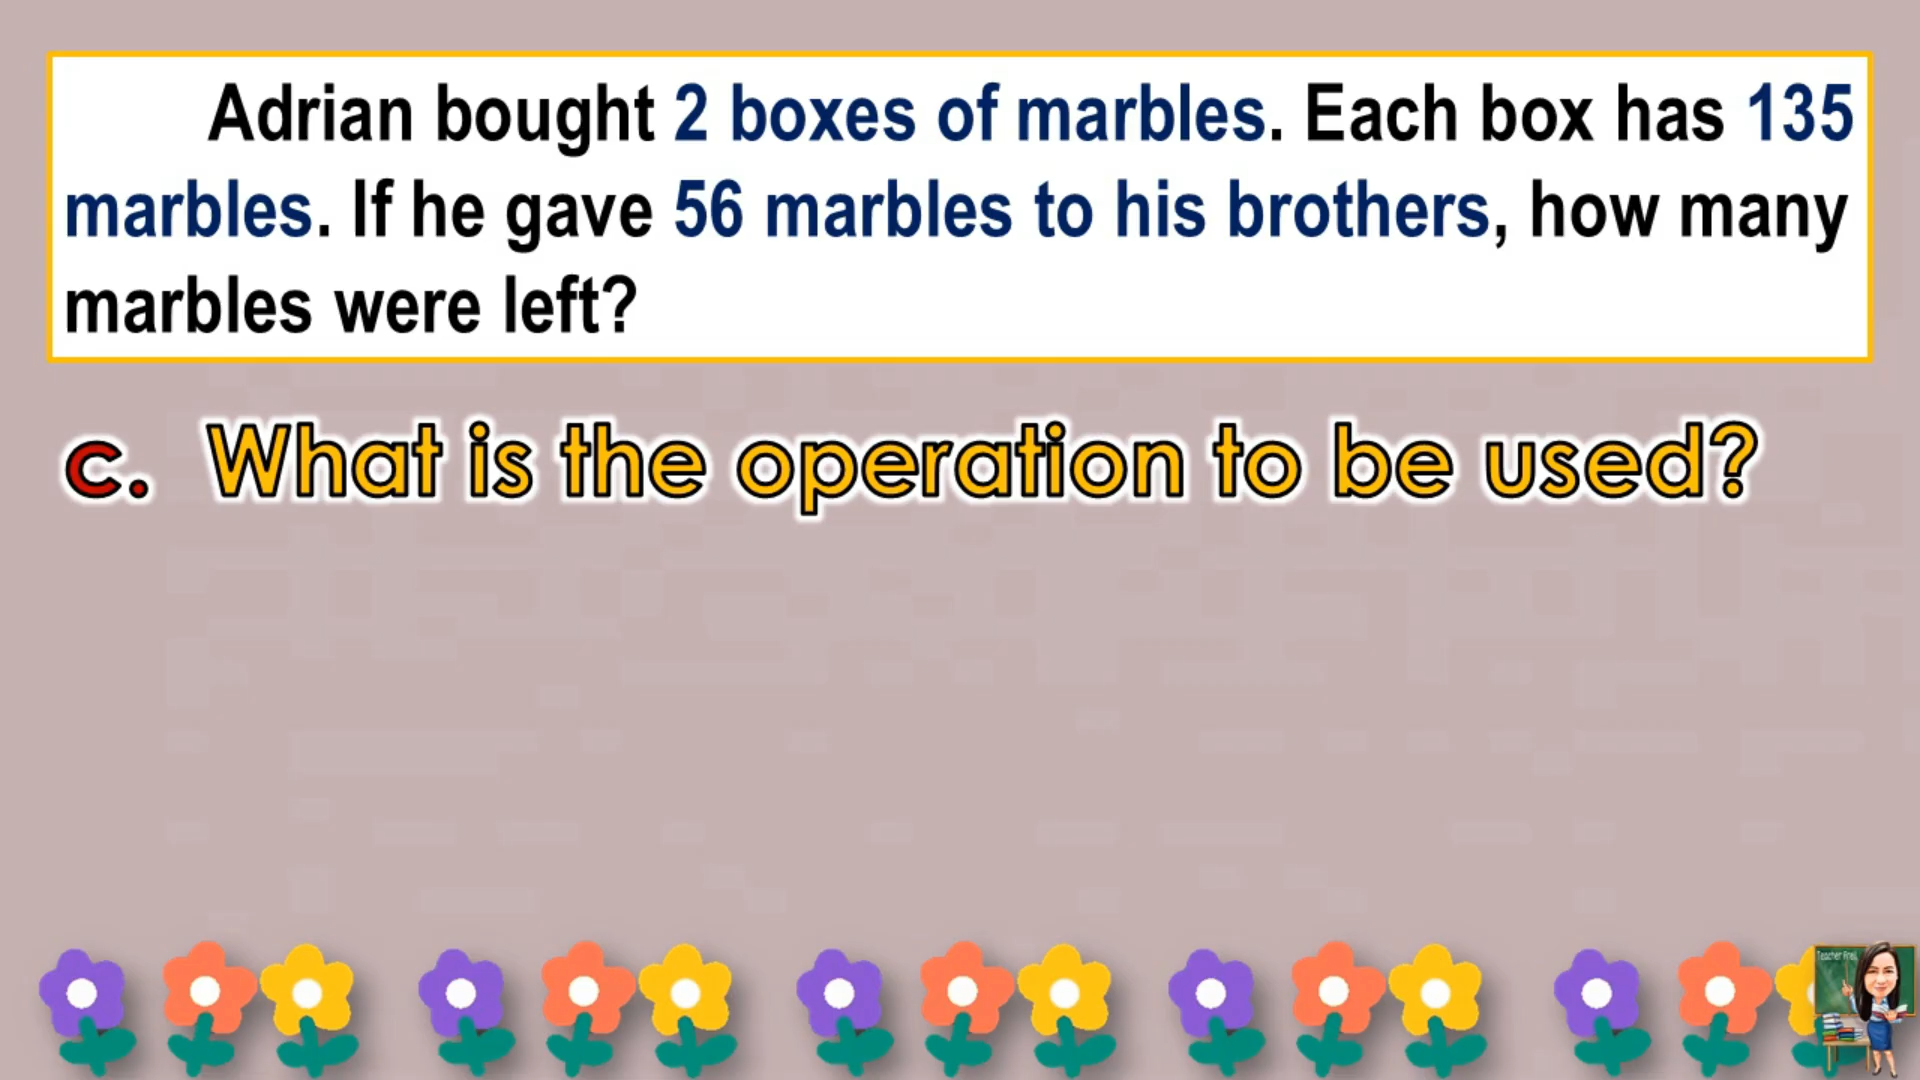 Adrian bought 2 boxes of marbles. Each box has 135
marbles. If he gave 56 marbles to his brothers, how many
marbles were left?
c. What is the operation to be used?